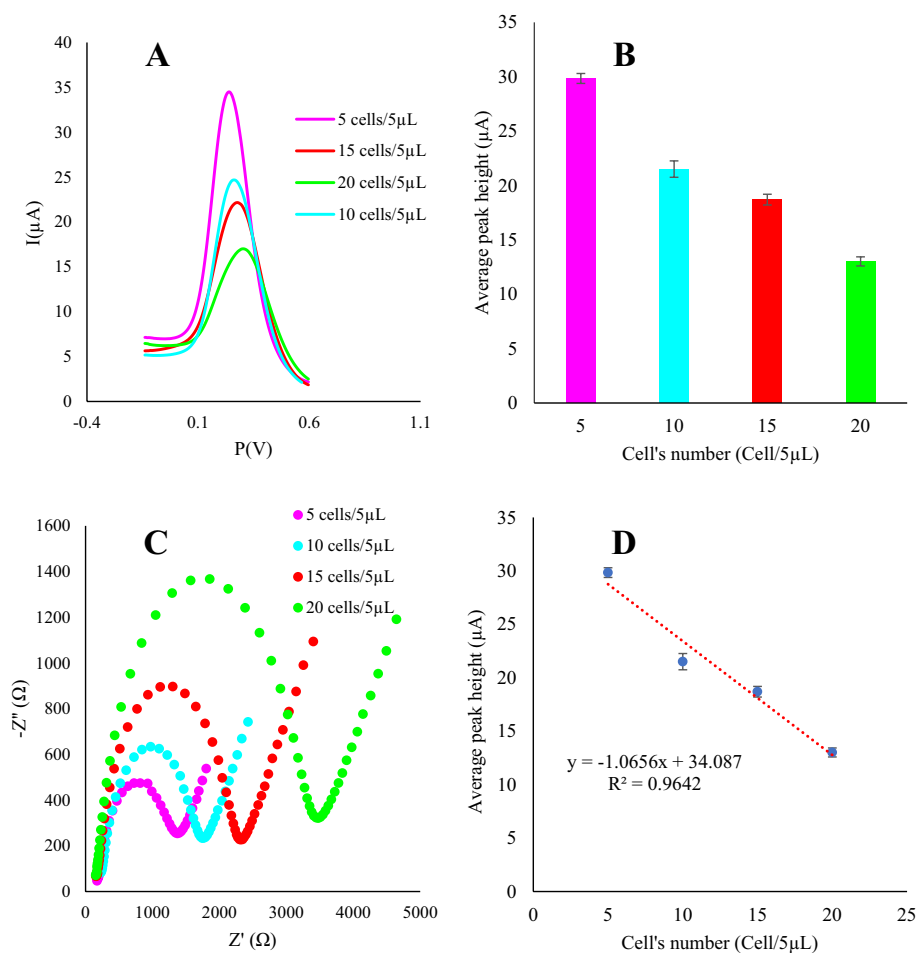 A
I(µA)
40
35
30
25
20
15
10
5
0
-0.4
0.1
0.6
1.1
P(V)
5 cells/5µL
15 cells/5µL
20 cells/5µL
10 cells/5µL
B
Average peak height (µA)
35
30
25
20
15
10
5
0
5
10
15
20
Cell's number (Cell/5µL)
C
-Z" (Ω)
1600
1400
1200
1000
800
600
400
200
0
0
1000
2000
3000
4000
5000
Z' (Ω)
5 cells/5µL
10 cells/5µL
15 cells/5µL
20 cells/5µL
D
Average peak height (µA)
35
30
25
20
15
10
5
0
0
5
10
15
20
25
y = -1.0656x + 34.087
R² = 0.9642
Cell's number (Cell/5µL)